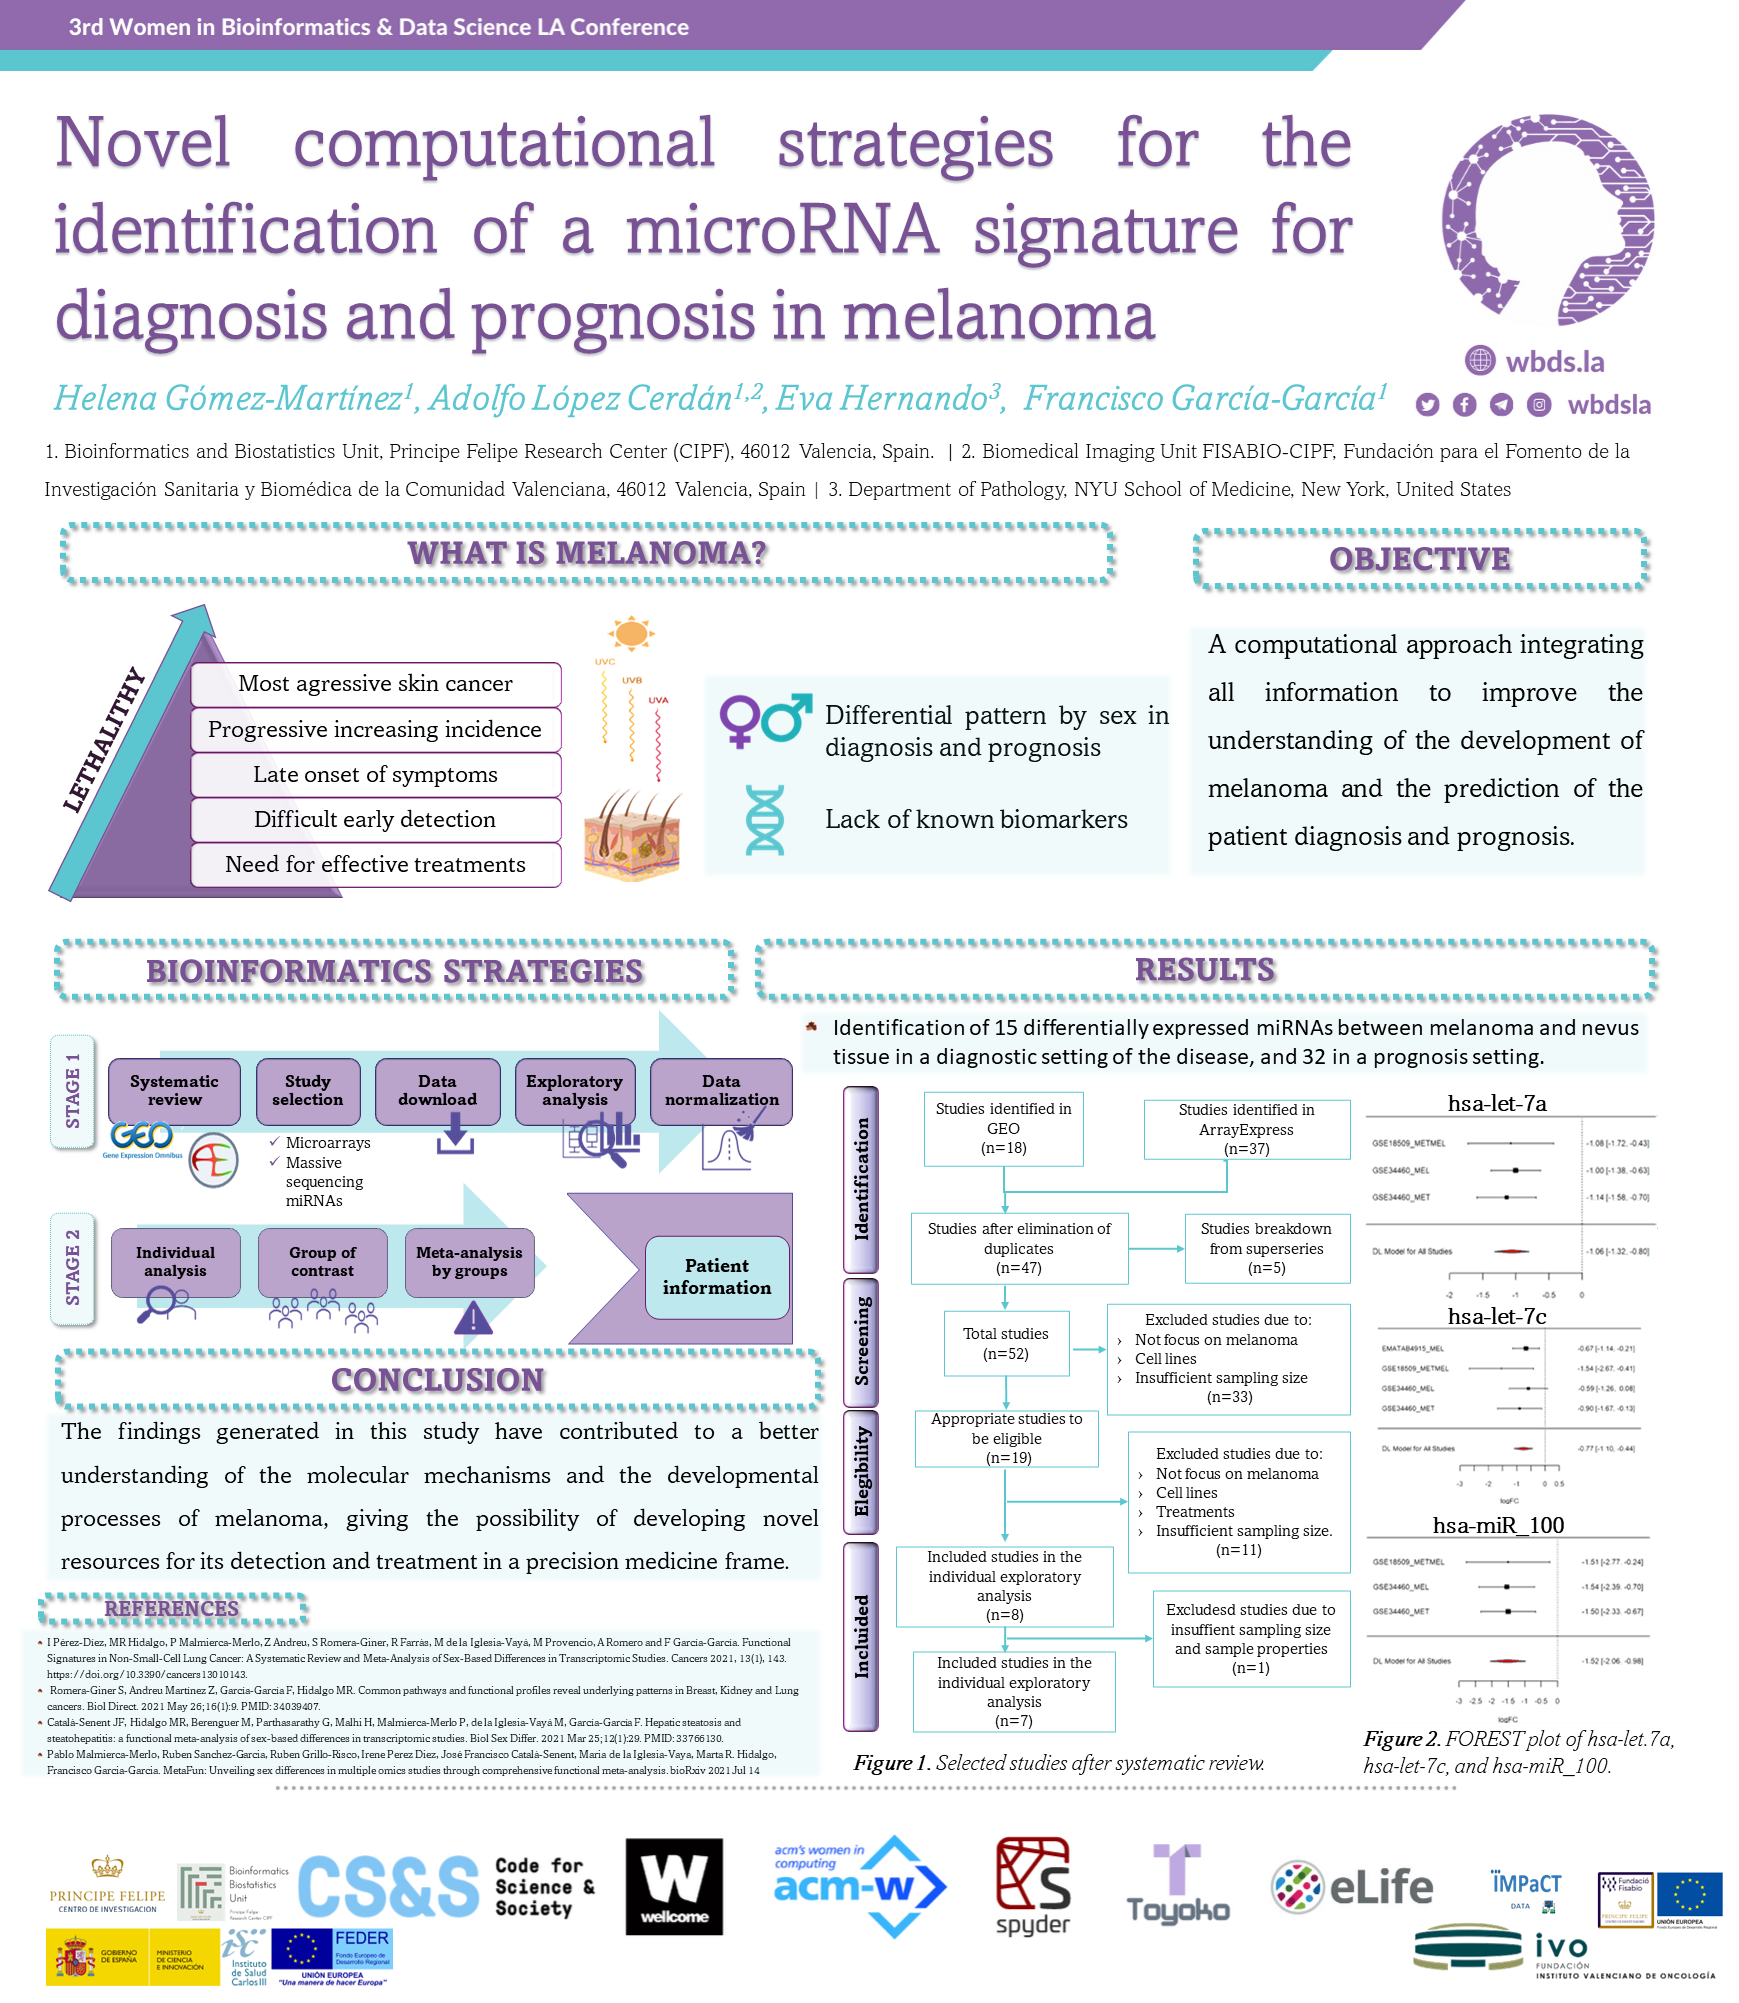 3rd Women in Bioinformatics & Data Science LA Conference
Novel computational strategies for the
identification of a microRNA signature for
diagnosis and prognosis in melanoma
wbds.la
wbdsla
Helena Gómez-Martínez1, Adolfo López Cerdán1,2, Eva Hernando3, Francisco García-García1
1. Bioinformatics and Biostatistics Unit, Principe Felipe Research Center (CIPF), 46012 Valencia, Spain. | 2. Biomedical Imaging Unit FISABIO-CIPF, Fundación para el Fomento de la
Investigación Sanitaria y Biomédica de la Comunidad Valenciana, 46012 Valencia, Spain | 3. Department of Pathology, NYU School of Medicine, New York, United States
WHAT IS MELANOMA?
LETHALITHY
Most agressive skin cancer
Progressive increasing incidence
Late onset of symptoms
Difficult early detection
Need for effective treatments
UVC
UVB
UVA
Differential pattern by sex in
diagnosis and prognosis
Lack of known biomarkers
OBJECTIVE
A computational approach integrating
all information to improve the
understanding of the development of
melanoma and the prediction of the
patient diagnosis and prognosis.
BIOINFORMATICS STRATEGIES
STAGE 1
Systematic
review
Study
selection
Data
download
Exploratory
analysis
Data
normalization
GEO
Gene Expression Omnibus
✓ Microarrays
✓ Massive
sequencing
miRNAs
STAGE 2
Individual
analysis
Group of
contrast
Meta-analysis
by groups
Patient
information
CONCLUSION
The findings generated in this study have contributed to a better
understanding of the molecular mechanisms and the developmental
processes of melanoma, giving the possibility of developing novel
resources for its detection and treatment in a precision medicine frame.
REFERENCES
I Pérez-Díez, MR Hidalgo, P Malmierca-Merlo, Z Andreu, S Romera-Giner, R Farràs, M de la Iglesia-Vayá, M Provencio, A Romero and F García-García. Functional
Signatures in Non-Small-Cell Lung Cancer: A Systematic Review and Meta-Analysis of Sex-Based Differences in Transcriptomic Studies. Cancers 2021, 13(1), 143.
https://doi.org/10.3390/cancers13010143.
Romera-Giner S, Andreu Martínez Z, García-García F, Hidalgo MR. Common pathways and functional profiles reveal underlying patterns in Breast, Kidney and Lung
cancers. Biol Direct. 2021 May 26;16(1):9. PMID: 34039407.
Català-Senent JF, Hidalgo MR, Berenguer M, Parthasarathy G, Malhi H, Malmierca-Merlo P, de la Iglesia-Vayá M, García-García F. Hepatic steatosis and
steatohepatitis: a functional meta-analysis of sex-based differences in transcriptomic studies. Biol Sex Differ. 2021 Mar 25;12(1):29. PMID: 33766130.
Pablo Malmierca-Merlo, Ruben Sanchez-Garcia, Ruben Grillo-Risco, Irene Perez Diez, José Francisco Català-Senent, Maria de la Iglesia-Vaya, Marta R. Hidalgo,
Francisco Garcia-Garcia. MetaFun: Unveiling sex differences in multiple omics studies through comprehensive functional meta-analysis. bioRxiv 2021 Jul 14
RESULTS
Identification of 15 differentially expressed miRNAs between melanoma and nevus
tissue in a diagnostic setting of the disease, and 32 in a prognosis setting.
Identification
Studies identified in
GEO
(n=18)
Studies identified in
ArrayExpress
(n=37)
Studies after elimination of
duplicates
(n=47)
Studies breakdown
from superseries
(n=5)
Screening
Total studies
(n=52)
Excluded studies due to:
› Not focus on melanoma
› Cell lines
› Insufficient sampling size
(n=33)
Elegibility
Appropriate studies to
be eligible
(n=19)
Excluded studies due to:
› Not focus on melanoma
› Cell lines
› Treatments
› Insufficient sampling size.
(n=11)
Included
Included studies in the
individual exploratory
analysis
(n=8)
Excludesd studies due to
insuffient sampling size
and sample properties
(n=1)
Included studies in the
individual exploratory
analysis
(n=7)
Figure 1. Selected studies after systematic review.
hsa-let-7a
GSE18509_METMEL -1.08 [-1.72, -0.43]
GSE34460_MEL -1.00 [-1.38, -0.63]
GSE34460_MET -1.14 [-1.58, -0.70]
DL Model for All Studies -1.06 [-1.32, -0.80]
-2 -1.5 -1 -0.5 0
hsa-let-7c
EMATAB4915_MEL -0.67 [-1.14, -0.21]
GSE18509_METMEL -1.54 [-2.67, -0.41]
GSE34460_MEL -0.59 [-1.26, 0.08]
GSE34460_MET -0.90 [-1.67, -0.13]
DL Model for All Studies -0.77 [-1.10, -0.44]
-3 -2 -1 0 0.5
logFC
hsa-miR_100
GSE18509_METMEL -1.51 [-2.77, -0.24]
GSE34460_MEL -1.54 [-2.39, -0.70]
GSE34460_MET -1.50 [-2.33, -0.67]
DL Model for All Studies -1.52 [-2.06, -0.98]
-3 -2.5 -2 -1.5 -1 -0.5 0
logFC
Figure 2. FOREST plot of hsa-let.7a,
hsa-let-7c, and hsa-miR_100.
PRINCIPE FELIPE
CENTRO DE INVESTIGACION
Bioinformatics
Biostatistics
Unit
Principe Felipe
Research Center CIPF
CS&S
Code for
Science &
Society
W
wellcome
acm's women in
computing
acm-w
S
spyder
Toyoko
eLife
IMPaCT
DATA
Fundació
Fisabio
PRINCIPE FELIPE
UNIÓN EUROPEA
Fondo Europeo de Desarrollo Regional
GOBIERNO
DE ESPAÑA
MINISTERIO
DE CIENCIA
E INNOVACIÓN
isc
Instituto
de Salud
Carlos III
FEDER
Fondo Europeo de
Desarrollo Regional
UNIÓN EUROPEA
"Una manera de hacer Europa"
ivo
FUNDACIÓN
INSTITUTO VALENCIANO DE ONCOLOGÍA